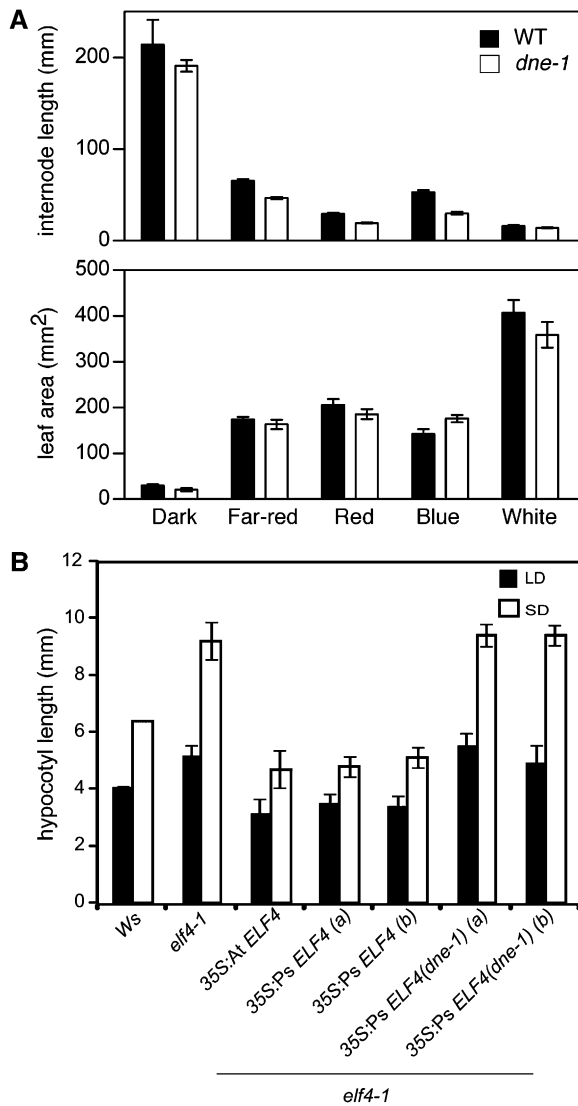 A
WT
dne-1
internode length (mm)
200
100
0
leaf area (mm2)
500
400
300
200
100
0
Dark Far-red Red Blue White
B
LD
SD
hypocotyl length (mm)
12
10
8
6
4
2
0
Ws
elf4-1
35S:At ELF4
35S:Ps ELF4 (a)
35S:Ps ELF4 (b)
35S:Ps ELF4(dne-1) (a)
35S:Ps ELF4(dne-1) (b)
elf4-1